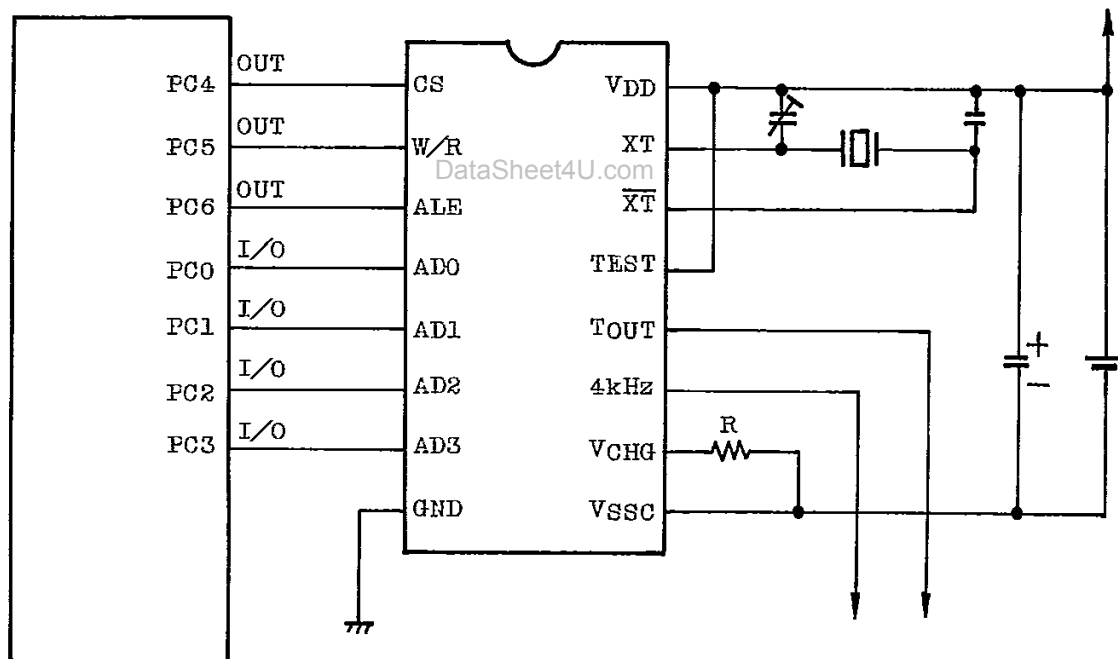 PC4 OUT CS VDD
PC5 OUT W/R XT
DataSheet4U.com
PC6 OUT ALE XT
PC0 I/O AD0 TEST
PC1 I/O AD1 TOUT
PC2 I/O AD2 4kHz
PC3 I/O AD3 VCHG R
GND VSSC
+
-